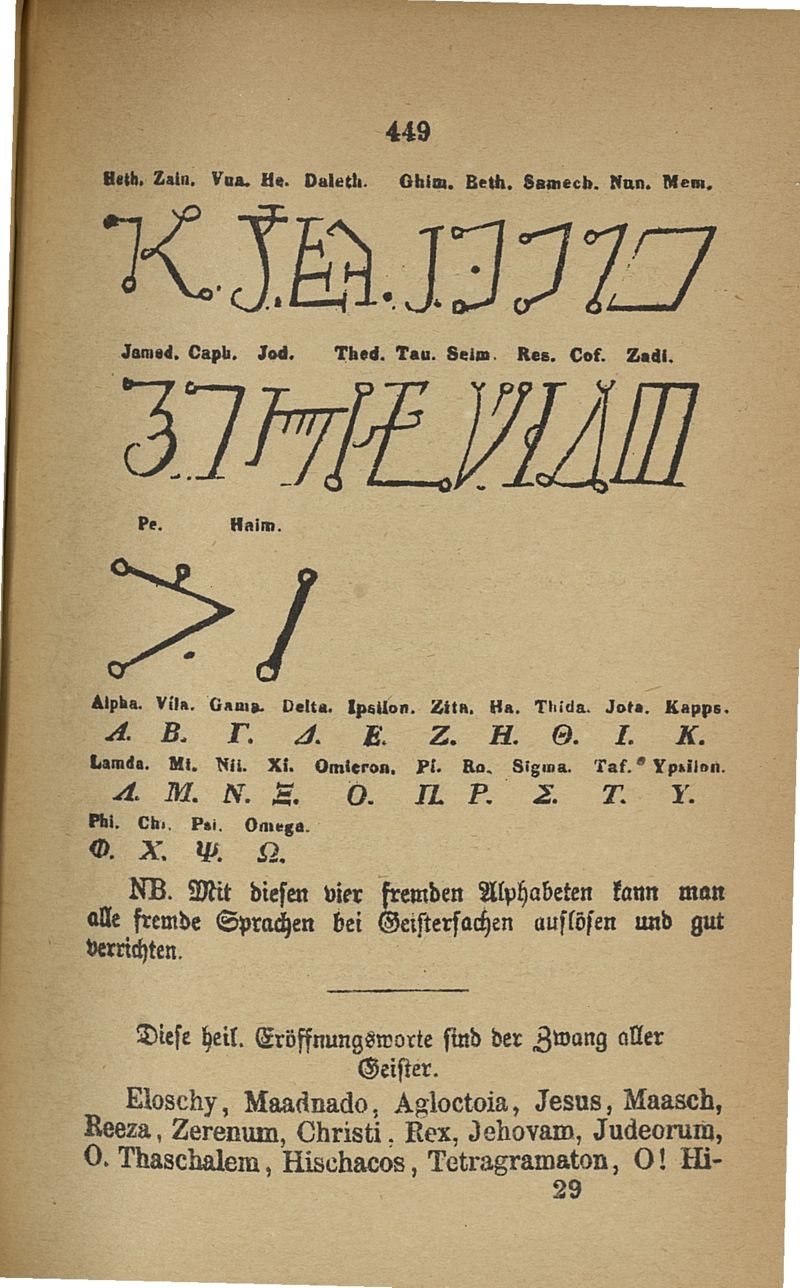 449
Heth. Zain. Vua. He. Daleth. Ghim. Beth. Samech. Nun. Mem.
Jamed. Caph. Jod. Thed. Tau. Seim. Res. Cof. Zadi.
Pe. Haim.
Alpha. Vila. Gama. Delta. Ipsilon. Zita. Ha. Thida. Jota. Kappa.
Α. Β. Γ. Δ. Ε. Ζ. Η. Θ. Ι. Κ.
Lamda. Mi. Nii. Xi. Omicron. Pi. Ro. Sigma. Taf. Ypsilon.
Λ. Μ. Ν. Ξ. Ο. Π. Ρ. Σ. Τ. Υ.
Phi. Chi. Psi. Omega.
Φ. Χ. Ψ. Ω.
NB. Mit diesen vier fremden Alphabeten kann man
alle fremde Sprachen bei Geistersachen auflösen und gut
verrichten.
Diese heil. Eröffnungsworte sind der Zwang aller
Geister.
Eloschy, Maadnado, Agloctoia, Jesus, Maasch,
Reeza, Zerenum, Christi, Rex, Jehovam, Judeorum,
O. Thaschalem, Hischacos, Tetragramaton, O! Hi-
29